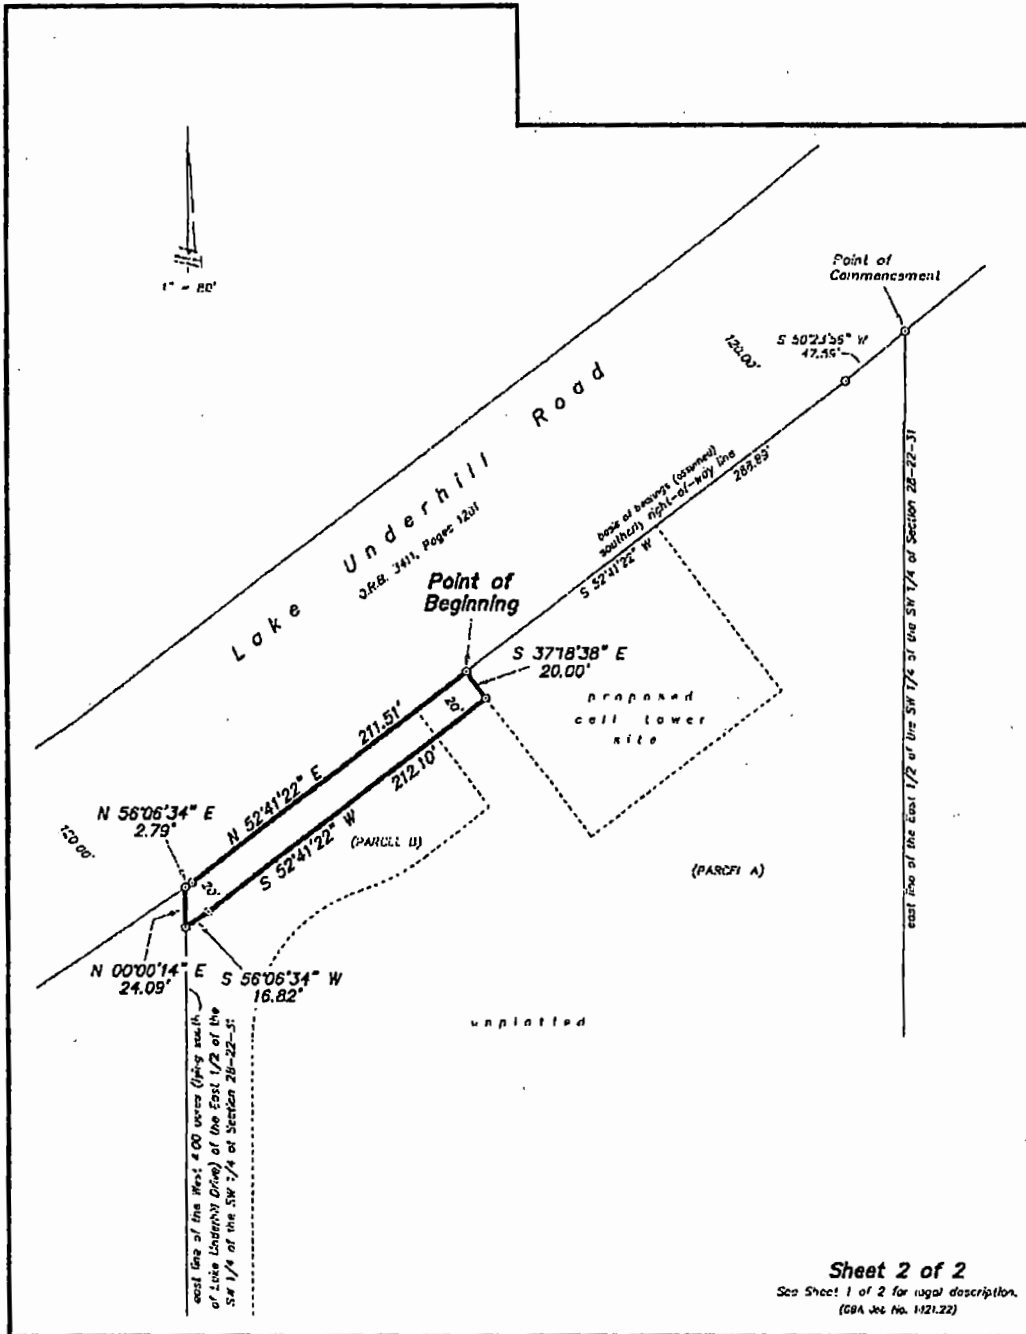 1" = 80'
Point of
Commencement
S 50°23'56" W
120.00'
Lake Underhill Road
O.R.B. 3411, Pages 1201
basis of bearings (assumed)
southerly right-of-way line
S 52°41'22" W
288.89'
east line of the East 1/2 of the SW 1/4 of the SW 1/4 of Section 28-22-31
Point of
Beginning
S 37°18'38" E
20.00'
proposed
cell tower
site
20'
211.51'
N 52°41'22" E
212.10'
S 52°41'22" W
N 56°06'34" E
2.79'
120.00'
(PARCEL B)
(PARCEL A)
20'
N 00°00'14" E
24.09'
S 56°06'34" W
16.82'
unplatted
east line of the West 4.00 acres (lying south
of Lake Underhill Drive) of the East 1/2 of the
SW 1/4 of the SW 1/4 of Section 28-22-31
Sheet 2 of 2
See Sheet 1 of 2 for legal description.
(GBA Job No.